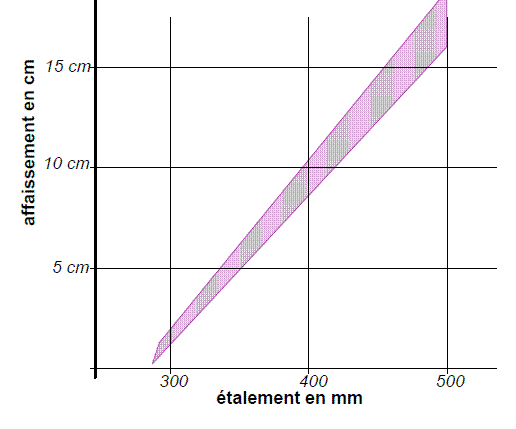 affaissement en cm
15 cm
10 cm
5 cm
300 400 500
étalement en mm